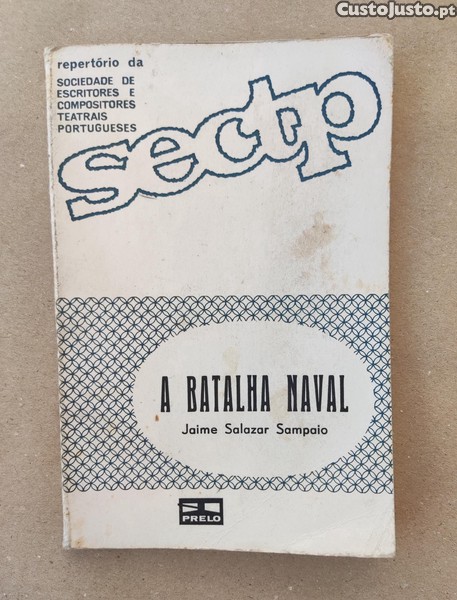 CustoJusto.pt
repertório da
SOCIEDADE DE
ESCRITORES E
COMPOSITORES
TEATRAIS
PORTUGUESES
sectp
A BATALHA NAVAL
Jaime Salazar Sampaio
PRELO